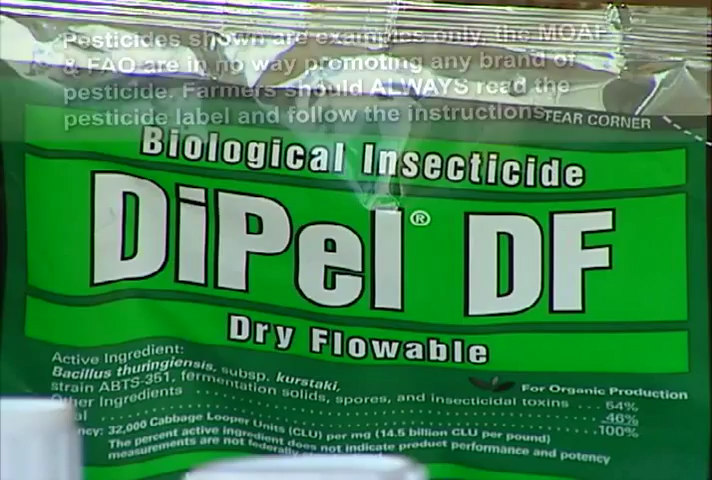 Pesticides shown are examples only, the MOAF
& FAO are in no way promoting any brand of
pesticide. Farmers should ALWAYS read the
pesticide label and follow the instructions
TEAR CORNER
Biological Insecticide
DiPel® DF
Dry Flowable
Active Ingredient:
Bacillus thuringiensis, subsp. kurstaki,
strain ABTS-351, fermentation solids, spores, and insecticidal toxins ... 54%
Other Ingredients ... 46%
... 100%
32,000 Cabbage Looper Units (CLU) per mg (14.5 billion CLU per pound)
The percent active ingredient does not indicate product performance and potency
measurements are not federally
For Organic Production